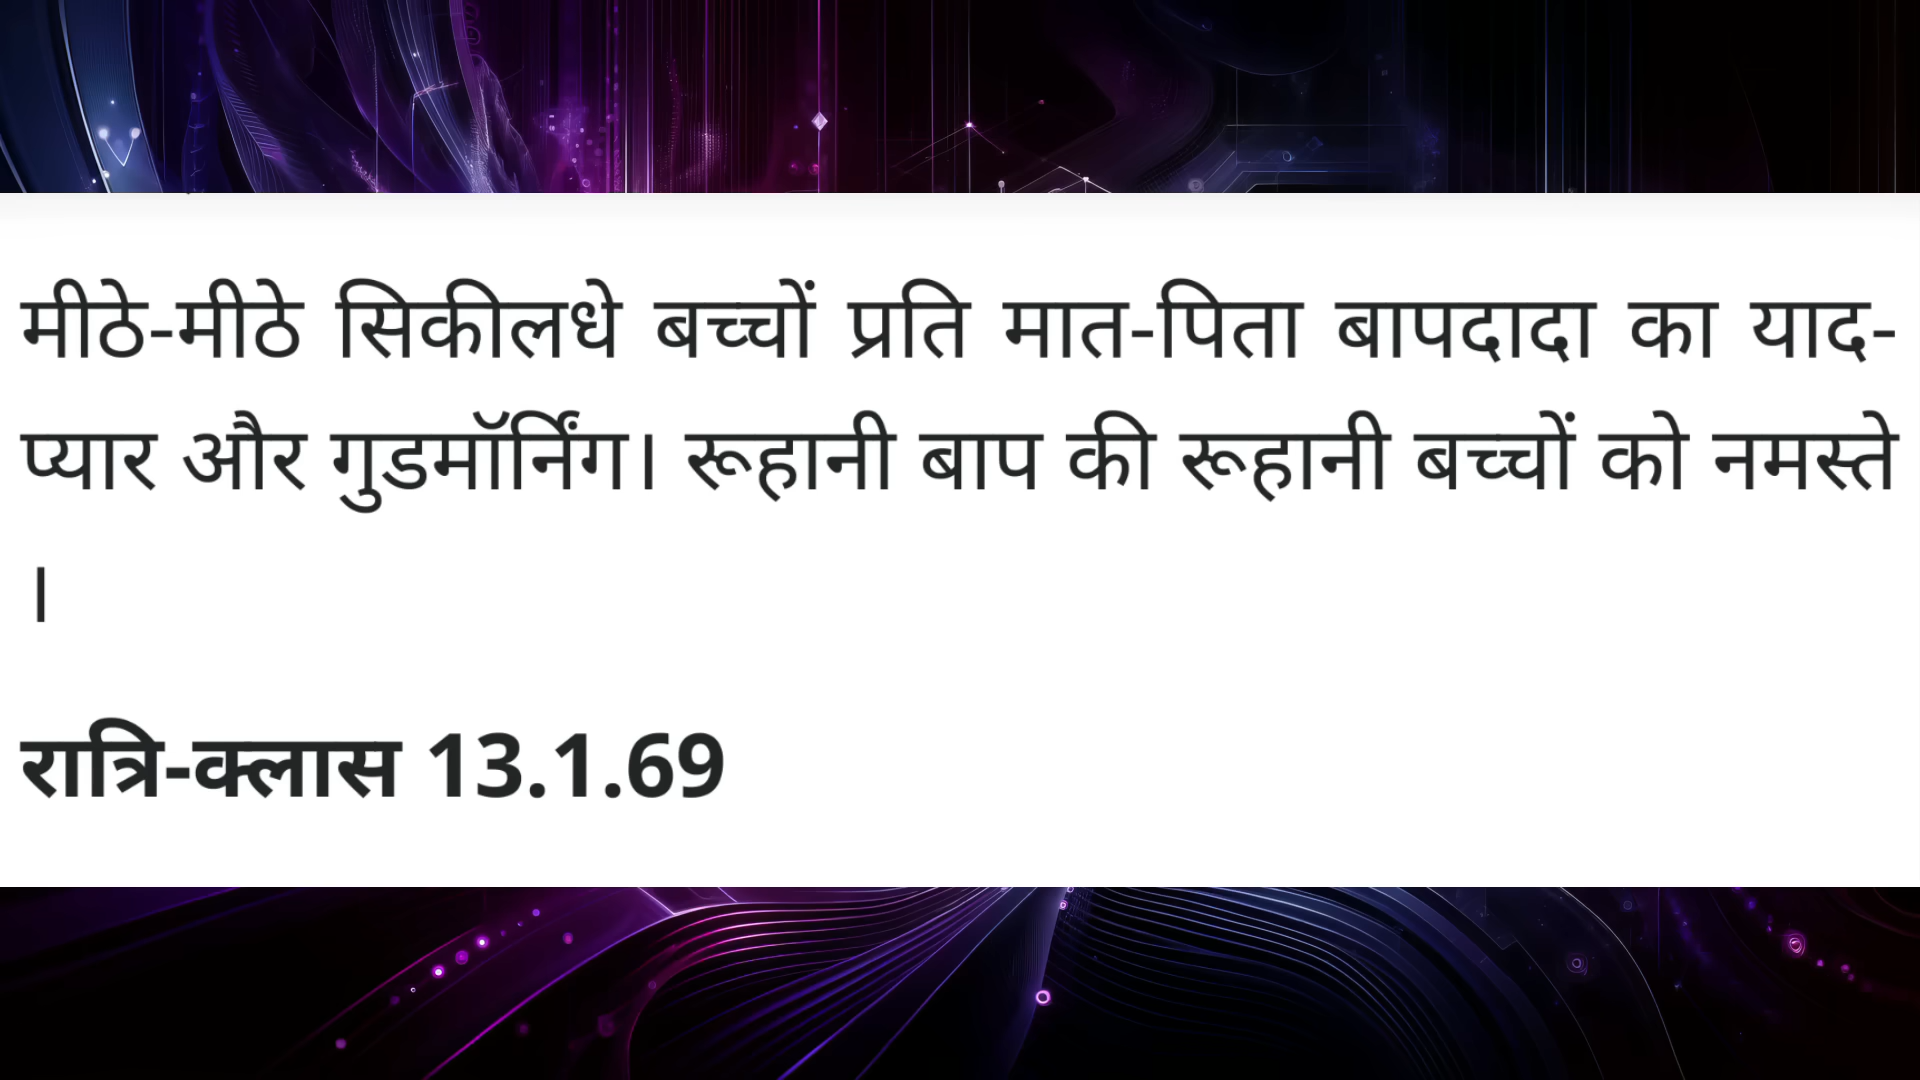 मीठे-मीठे सिकीलधे बच्चों प्रति मात-पिता बापदादा का याद-
प्यार और गुडमॉर्निंग। रूहानी बाप की रूहानी बच्चों को नमस्ते
।
रात्रि-क्लास 13.1.69